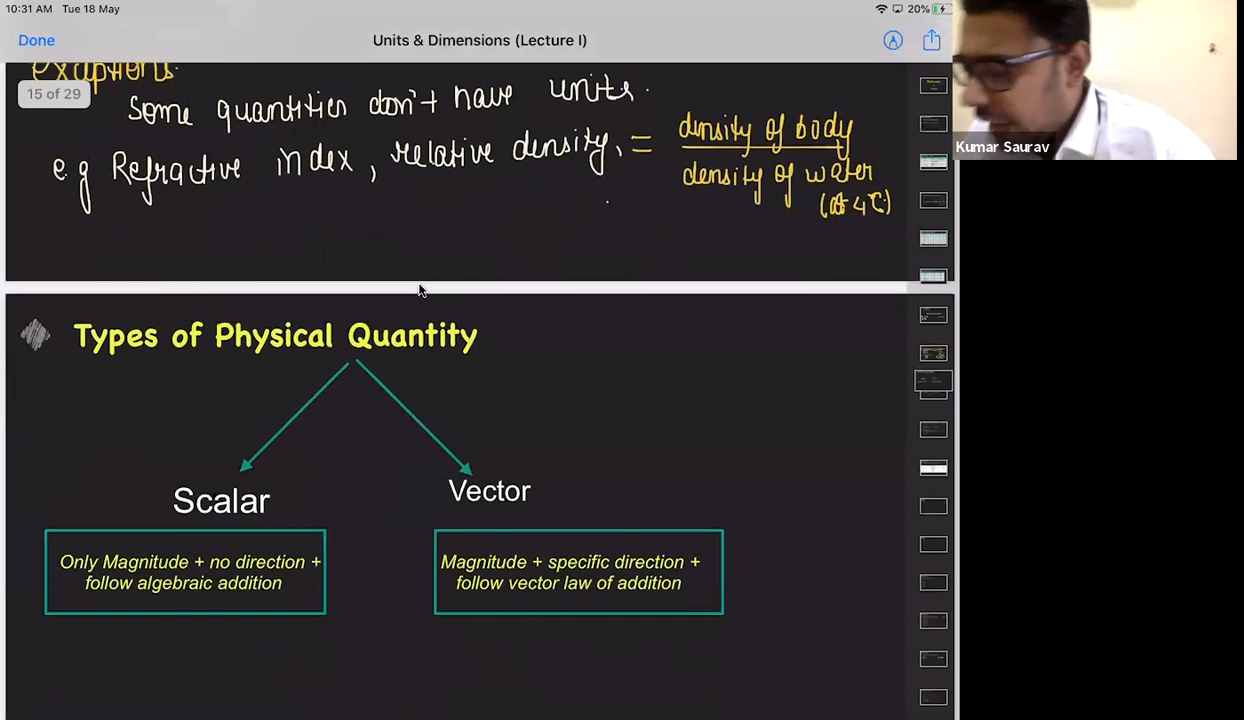 10:31 AM Tue 18 May
20%
Done
Units & Dimensions (Lecture I)
exceptions.
15 of 29
Some quantities don't have units.
e.g Refractive index, relative density, = density of body
density of water
(at 4°C)
Kumar Saurav
Types of Physical Quantity
Scalar
Vector
Only Magnitude + no direction +
follow algebraic addition
Magnitude + specific direction +
follow vector law of addition